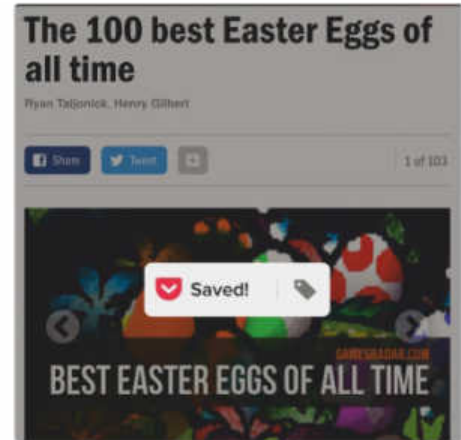 The 100 best Easter Eggs of
all time
Ryan Taljonick, Henry Gilbert
Share Tweet 1 of 103
Saved!
GAMESRADAR.COM
BEST EASTER EGGS OF ALL TIME